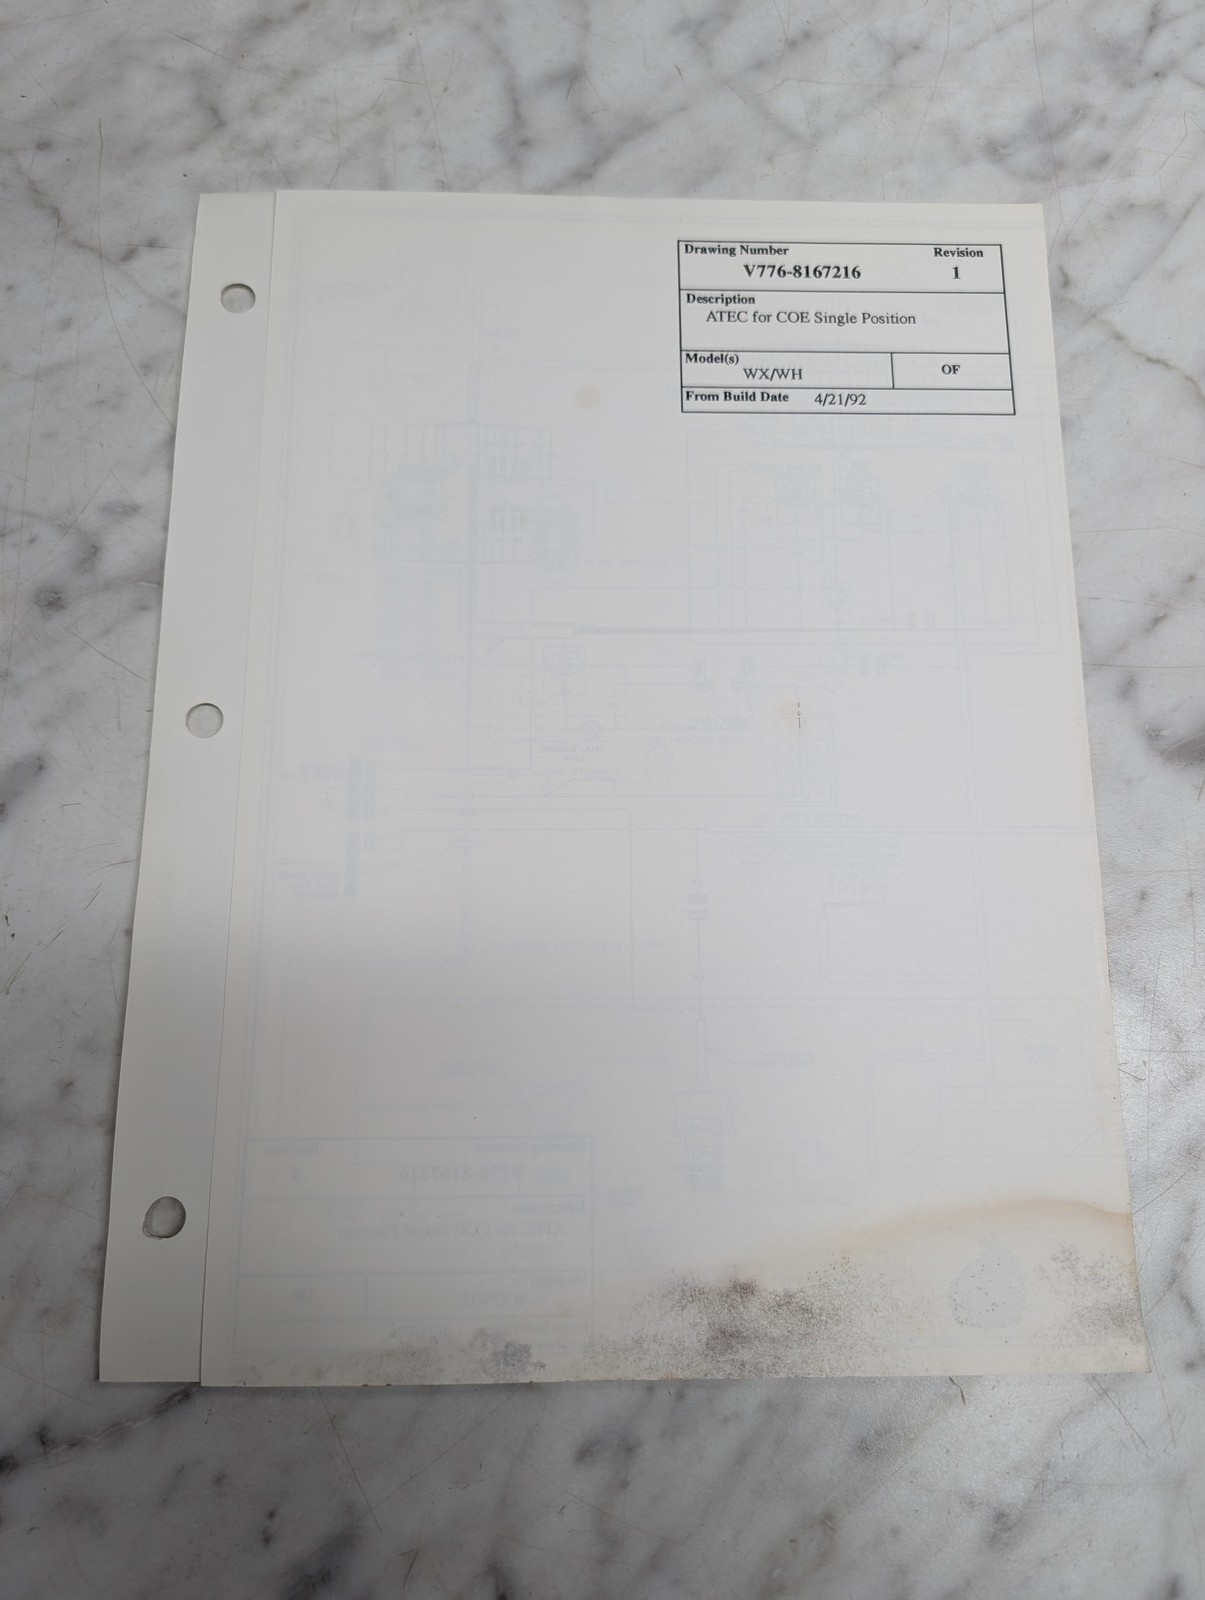 Drawing Number Revision
V776-8167216 1
Description
ATEC for COE Single Position
Model(s)
WX/WH OF
From Build Date 4/21/92